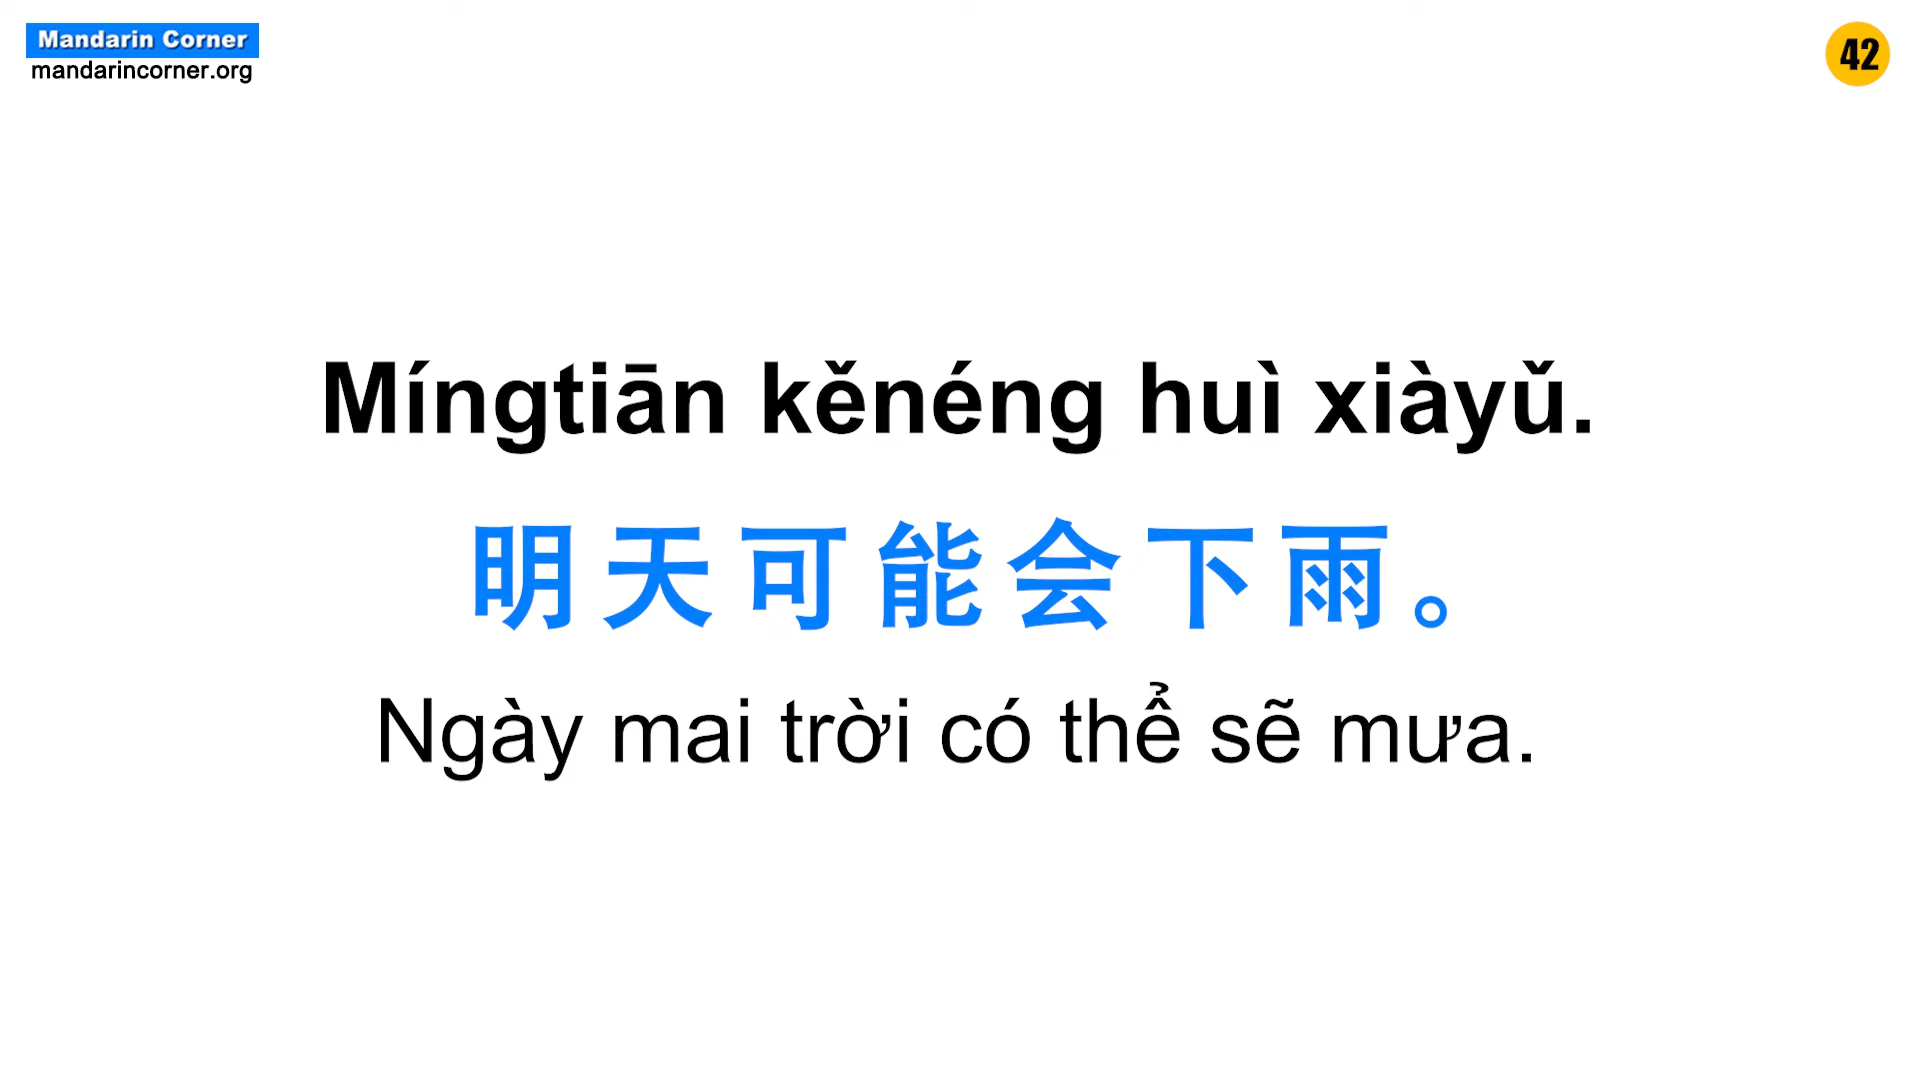 Mandarin Corner
mandarincorner.org
42
Míngtiān kěnéng huì xiàyǔ.
明天可能会下雨。
Ngày mai trời có thể sẽ mưa.